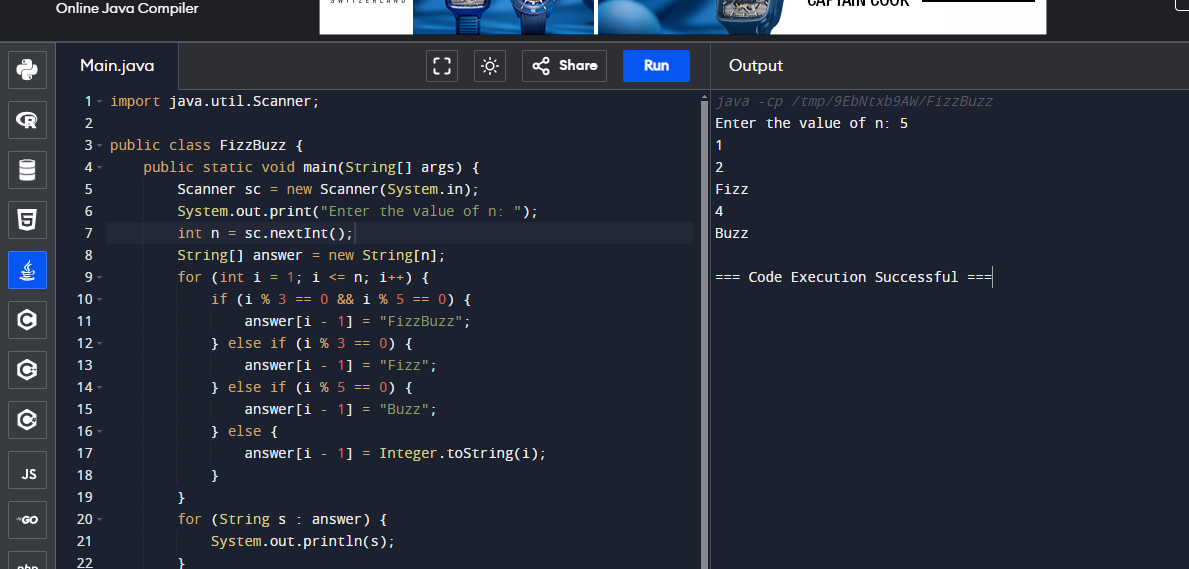 Online Java Compiler
SWITZERLAND
CAPTAIN COOK
Main.java
Share
Run
Output
1 import java.util.Scanner;
2
3 public class FizzBuzz {
4 public static void main(String[] args) {
5 Scanner sc = new Scanner(System.in);
6 System.out.print("Enter the value of n: ");
7 int n = sc.nextInt();
8 String[] answer = new String[n];
9 for (int i = 1; i <= n; i++) {
10 if (i % 3 == 0 && i % 5 == 0) {
11 answer[i - 1] = "FizzBuzz";
12 } else if (i % 3 == 0) {
13 answer[i - 1] = "Fizz";
14 } else if (i % 5 == 0) {
15 answer[i - 1] = "Buzz";
16 } else {
17 answer[i - 1] = Integer.toString(i);
18 }
19 }
20 for (String s : answer) {
21 System.out.println(s);
22 }
java -cp /tmp/9EbNtxb9AW/FizzBuzz
Enter the value of n: 5
1
2
Fizz
4
Buzz
=== Code Execution Successful ===
R
5
C
C
C
JS
GO
php